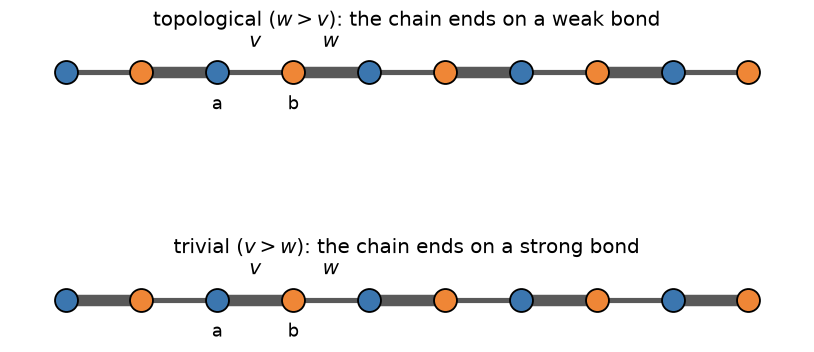 topological (w > v): the chain ends on a weak bond
v w
a b
trivial (v > w): the chain ends on a strong bond
v w
a b